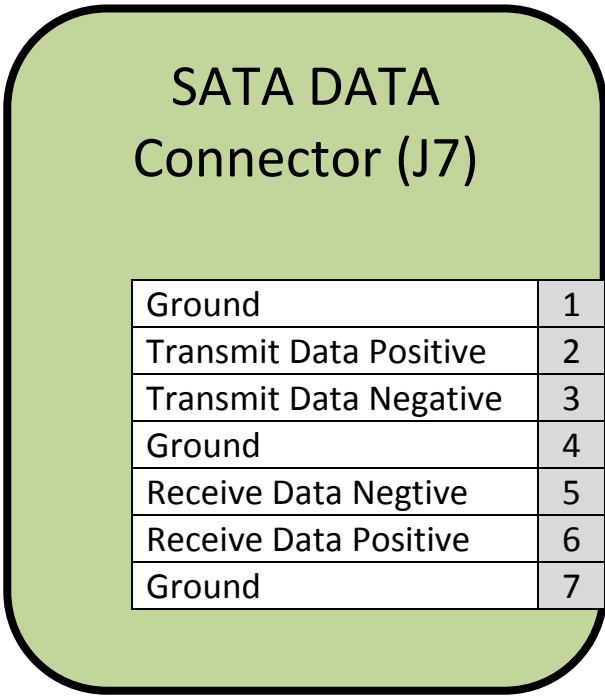 SATA DATA
Connector (J7)
Ground 1
Transmit Data Positive 2
Transmit Data Negative 3
Ground 4
Receive Data Negtive 5
Receive Data Positive 6
Ground 7